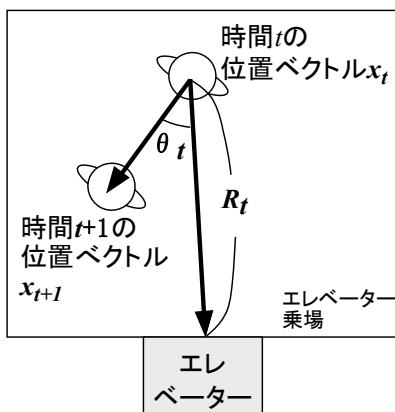 時間tの
位置ベクトルxt
θ t
Rt
時間t+1の
位置ベクトル
xt+1
エレベーター
乗場
エレ
ベーター